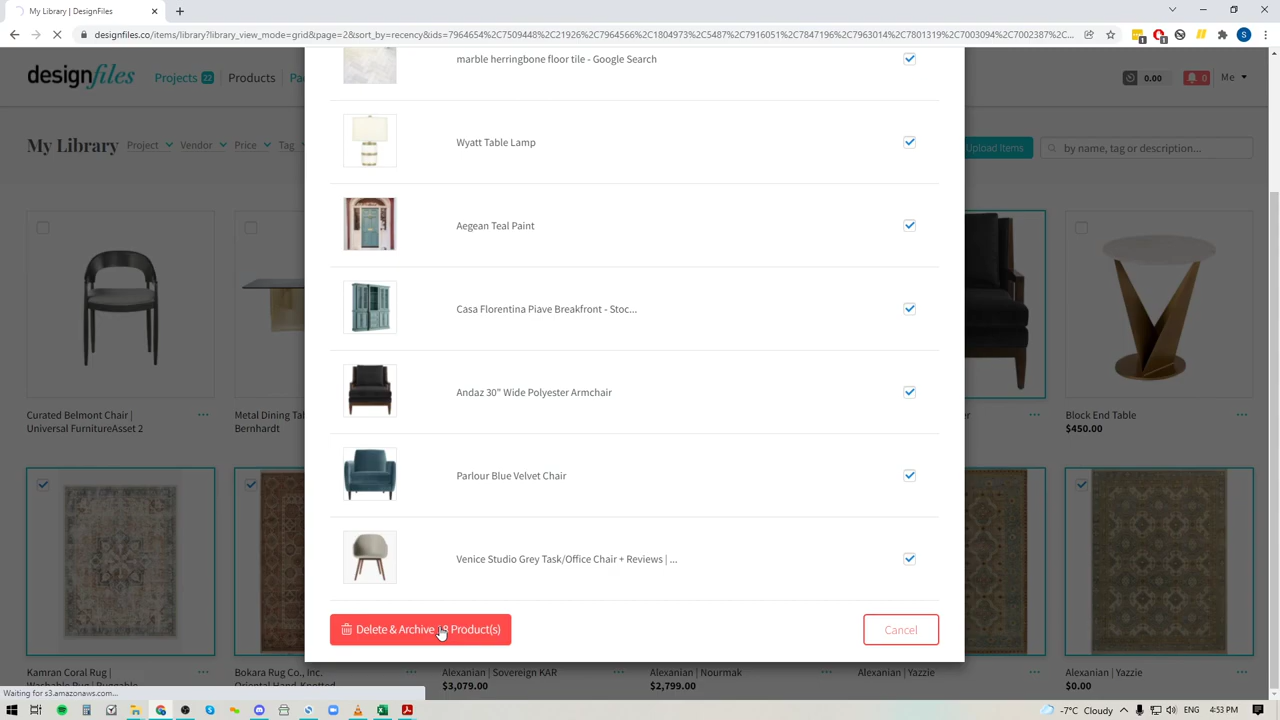 My Library | DesignFiles
designfiles.co/items/library?library_view_mode=grid&page=2&sort_by=recency&ids=7964654%2C7509448%2C21926%2C7964566%2C1804973%2C5487%2C7916051%2C7847196%2C7963014%2C7801319%2C7003094%2C7002387%2C...
1
1
S
designfiles
Projects 22
Products
0.00
0
Me
My Library
Project
Vendor
Price
Tag
Upload Items
by name, tag or description...
marble herringbone floor tile - Google Search
Wyatt Table Lamp
Aegean Teal Paint
Casa Florentina Piave Breakfront - Stoc...
Andaz 30" Wide Polyester Armchair
Parlour Blue Velvet Chair
Venice Studio Grey Task/Office Chair + Reviews | ...
Delete & Archive Product(s)
Cancel
Curated Belmont Chair |
Universal FurnitureAsset 2
Metal Dining
Bernhardt
Block End Table
$450.00
Kamran Coral Rug |
Bokara Rug Co., Inc.
Alexanian | Sovereign KAR
$3,079.00
Alexanian | Nourmak
$2,799.00
Alexanian | Yazzie
Alexanian | Yazzie
$0.00
Waiting for s3.amazonaws.com...
-7°C Cloudy
ENG